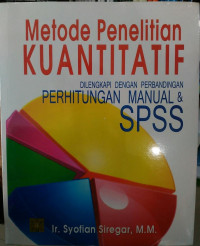 Metode Penelitian
KUANTITATIF
DILENGKAPI DENGAN PERBANDINGAN
PERHITUNGAN MANUAL &
SPSS
Ir. Syofian Siregar, M.M.